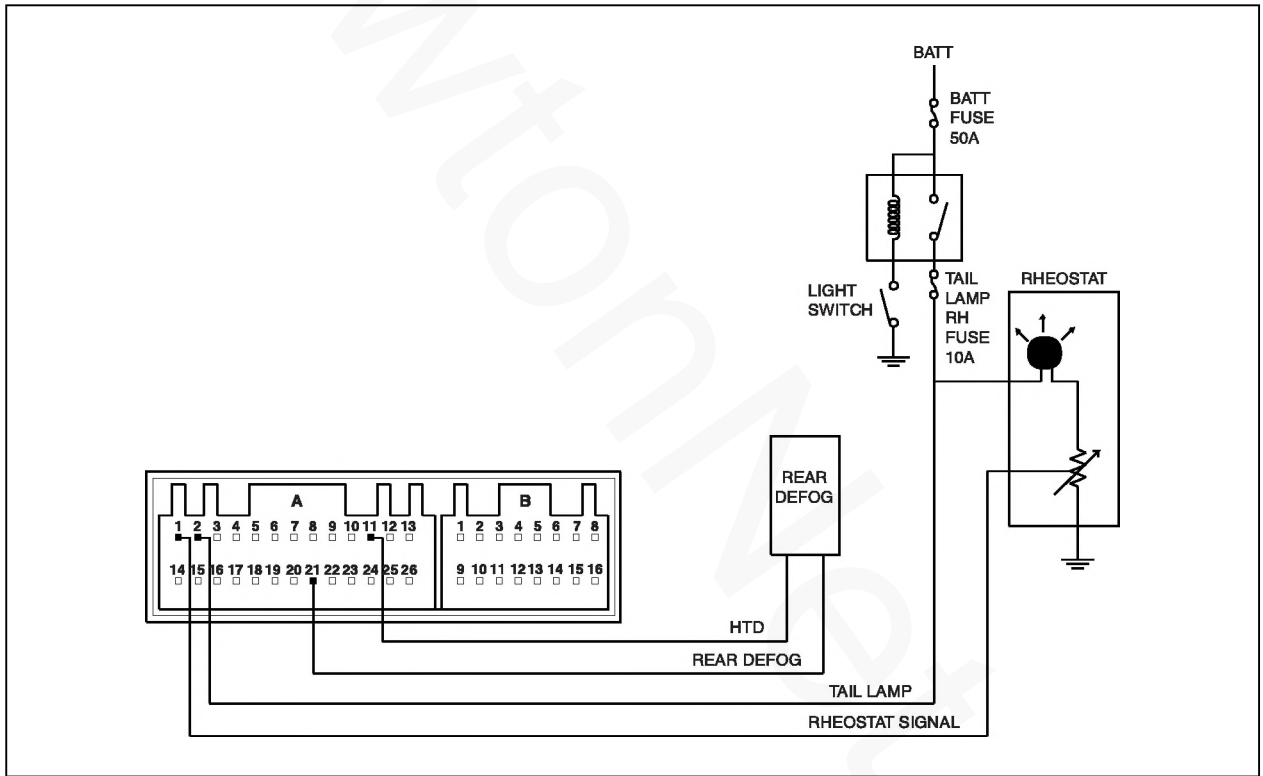 BATT
BATT
FUSE
50A
LIGHT
SWITCH
TAIL
LAMP
RH
FUSE
10A
RHEOSTAT
REAR
DEFOG
A
B
1 2 3 4 5 6 7 8 9 10 11 12 13
1 2 3 4 5 6 7 8
14 15 16 17 18 19 20 21 22 23 24 25 26
9 10 11 12 13 14 15 16
HTD
REAR DEFOG
TAIL LAMP
RHEOSTAT SIGNAL
wtonNet